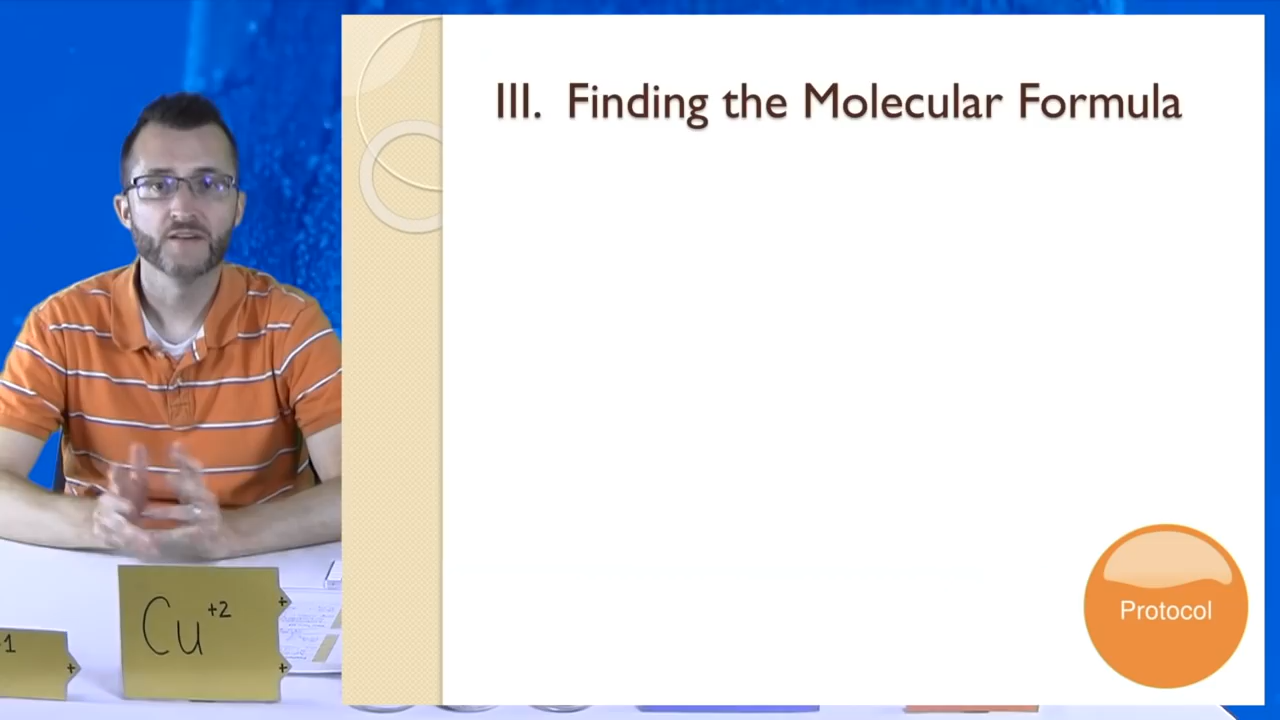 III. Finding the Molecular Formula
Protocol
Cu+2
+
+
1
+